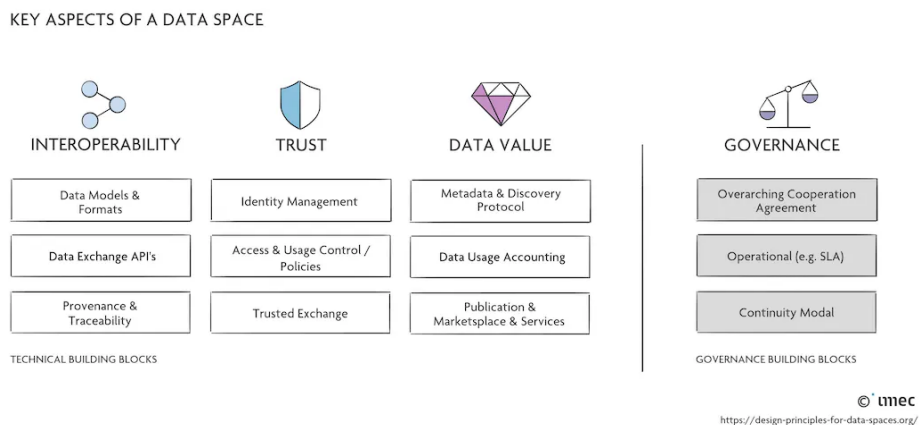 KEY ASPECTS OF A DATA SPACE
INTEROPERABILITY
TRUST
DATA VALUE
GOVERNANCE
Data Models &
Formats
Identity Management
Metadata & Discovery
Protocol
Overarching Cooperation
Agreement
Data Exchange API's
Access & Usage Control /
Policies
Data Usage Accounting
Operational (e.g. SLA)
Provenance &
Traceability
Trusted Exchange
Publication &
Marketplace & Services
Continuity Modal
TECHNICAL BUILDING BLOCKS
GOVERNANCE BUILDING BLOCKS
© imec
https://design-principles-for-data-spaces.org/